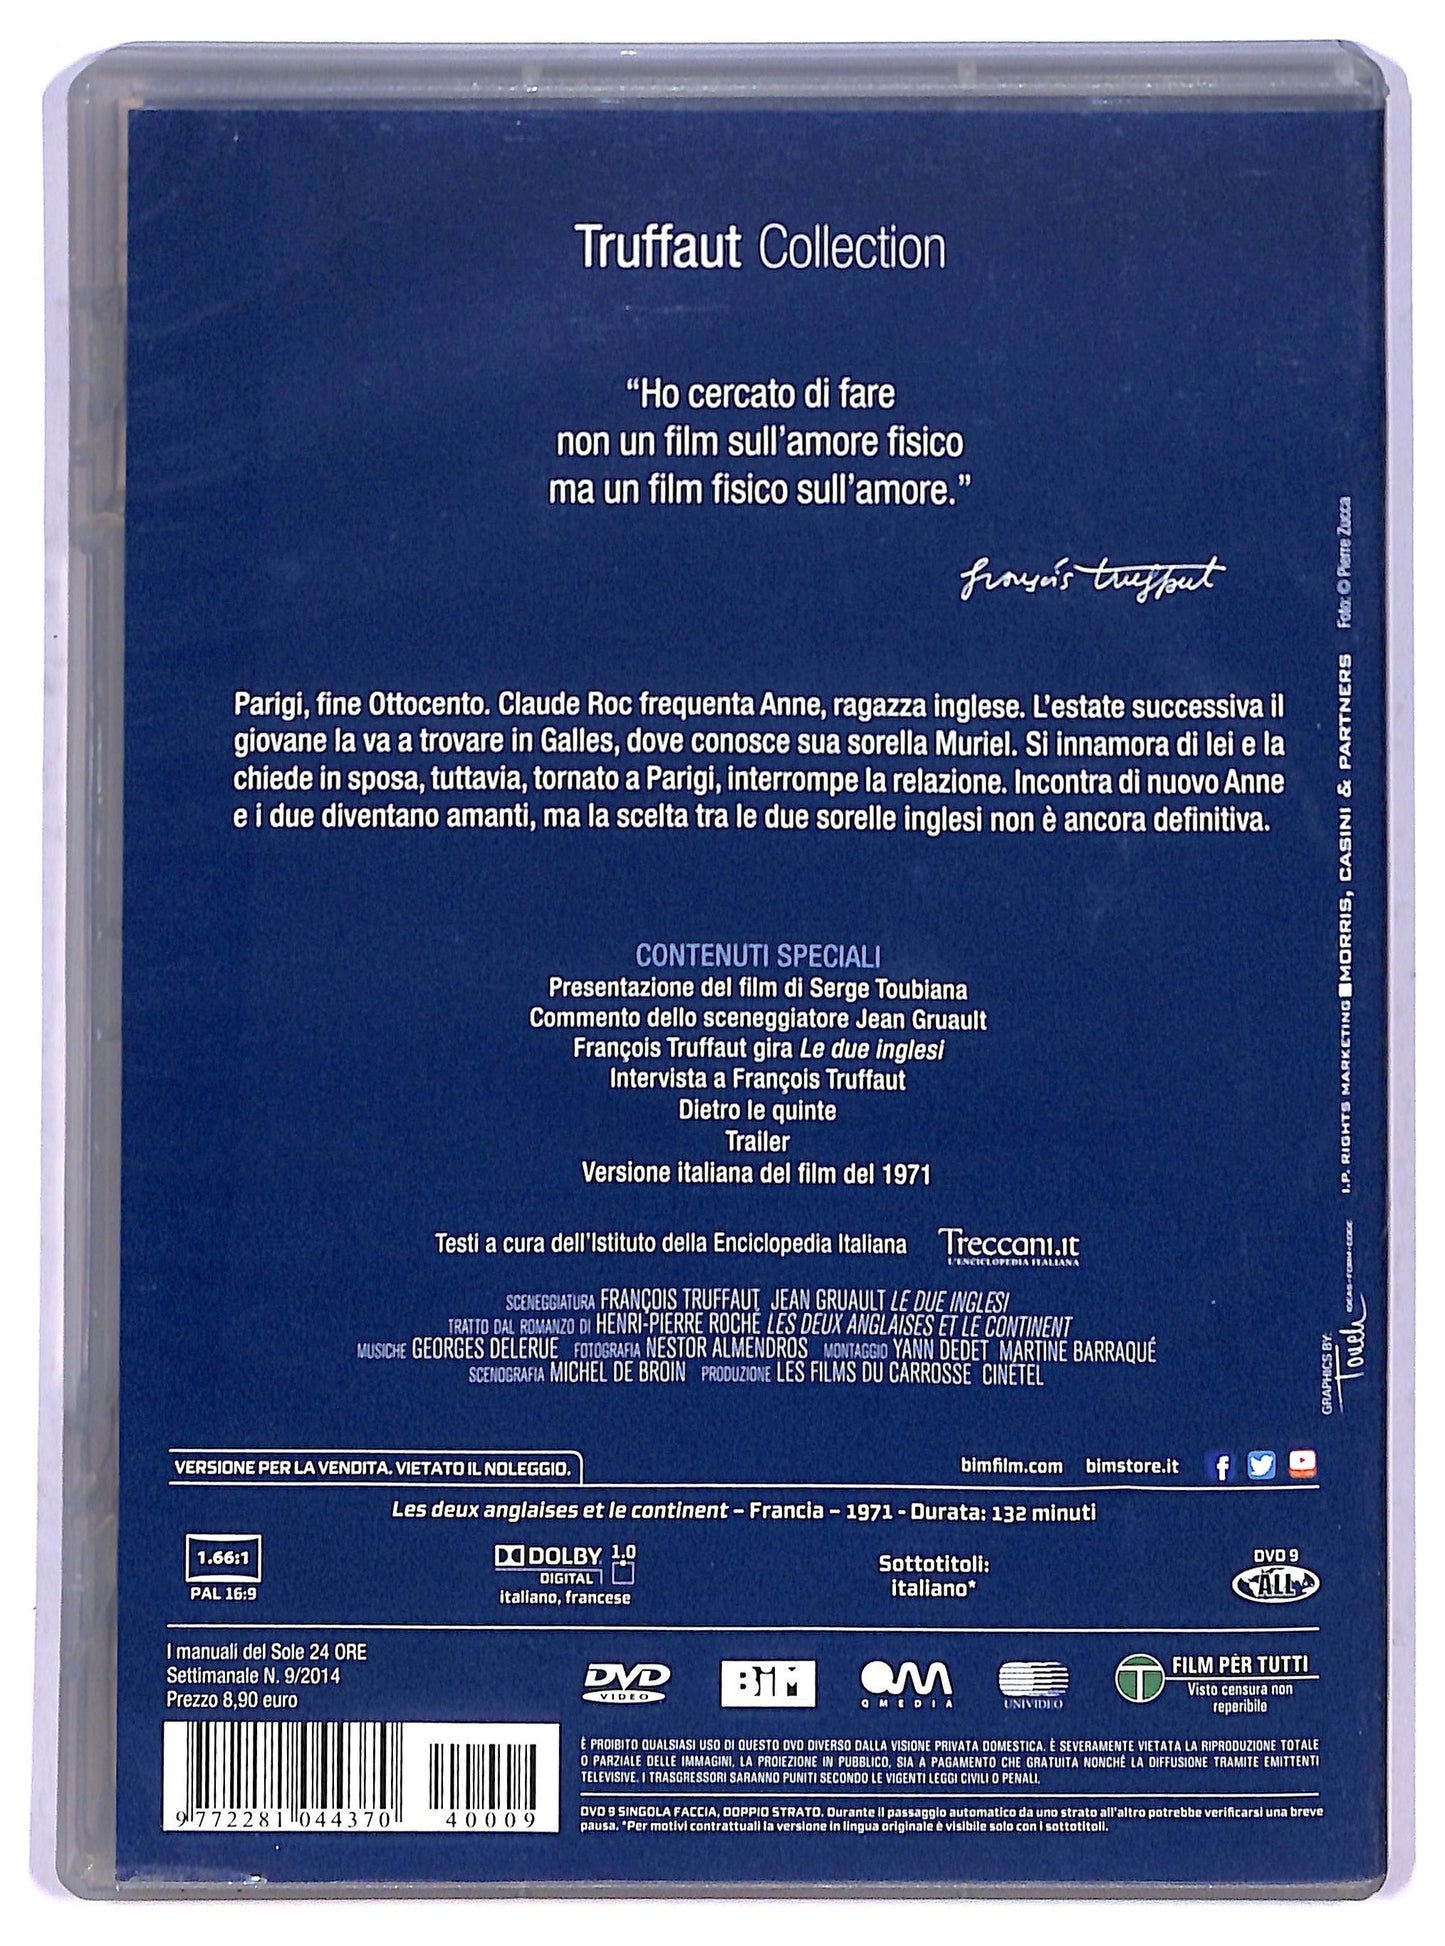 Truffaut Collection
“Ho cercato di fare
non un film sull’amore fisico
ma un film fisico sull’amore.”
françois truffaut
Parigi, fine Ottocento. Claude Roc frequenta Anne, ragazza inglese. L’estate successiva il
giovane la va a trovare in Galles, dove conosce sua sorella Muriel. Si innamora di lei e la
chiede in sposa, tuttavia, tornato a Parigi, interrompe la relazione. Incontra di nuovo Anne
e i due diventano amanti, ma la scelta tra le due sorelle inglesi non è ancora definitiva.
CONTENUTI SPECIALI
Presentazione del film di Serge Toubiana
Commento dello sceneggiatore Jean Gruault
François Truffaut gira Le due inglesi
Intervista a François Truffaut
Dietro le quinte
Trailer
Versione italiana del film del 1971
Testi a cura dell’Istituto della Enciclopedia Italiana Treccani.it
L'ENCICLOPEDIA ITALIANA
SCENEGGIATURA FRANÇOIS TRUFFAUT JEAN GRUAULT LE DUE INGLESI
TRATTO DAL ROMANZO DI HENRI-PIERRE ROCHÉ LES DEUX ANGLAISES ET LE CONTINENT
MUSICHE GEORGES DELERUE FOTOGRAFIA NESTOR ALMENDROS MONTAGGIO YANN DEDET MARTINE BARRAQUÉ
SCENOGRAFIA MICHEL DE BROIN PRODUZIONE LES FILMS DU CARROSSE CINÉTEL
GRAPHICS BY:
Touch
IDEAS+FORM+EDGE
I.P. RIGHTS MARKETING MORRIS, CASINI & PARTNERS Foto: © Pierre Zucca
VERSIONE PER LA VENDITA. VIETATO IL NOLEGGIO.
bimfilm.com bimstore.it
Les deux anglaises et le continent – Francia – 1971 - Durata: 132 minuti
1.66:1
PAL 16:9
DOLBY 1.0
DIGITAL
italiano, francese
Sottotitoli:
italiano*
DVD 9
ALL
I manuali del Sole 24 ORE
Settimanale N. 9/2014
Prezzo 8,90 euro
DVD
VIDEO
BiM
QM
QMEDIA
UNIVIDEO
T FILM PER TUTTI
Visto censura non
reperibile
9 772281 044370
40009
È PROIBITO QUALSIASI USO DI QUESTO DVD DIVERSO DALLA VISIONE PRIVATA DOMESTICA. È SEVERAMENTE VIETATA LA RIPRODUZIONE TOTALE
O PARZIALE DELLE IMMAGINI, LA PROIEZIONE IN PUBBLICO, SIA A PAGAMENTO CHE GRATUITA NONCHÉ LA DIFFUSIONE TRAMITE EMITTENTI
TELEVISIVE. I TRASGRESSORI SARANNO PUNITI SECONDO LE VIGENTI LEGGI CIVILI O PENALI.
DVD 9 SINGOLA FACCIA, DOPPIO STRATO. Durante il passaggio automatico da uno strato all'altro potrebbe verificarsi una breve
pausa. *Per motivi contrattuali la versione in lingua originale è visibile solo con i sottotitoli.